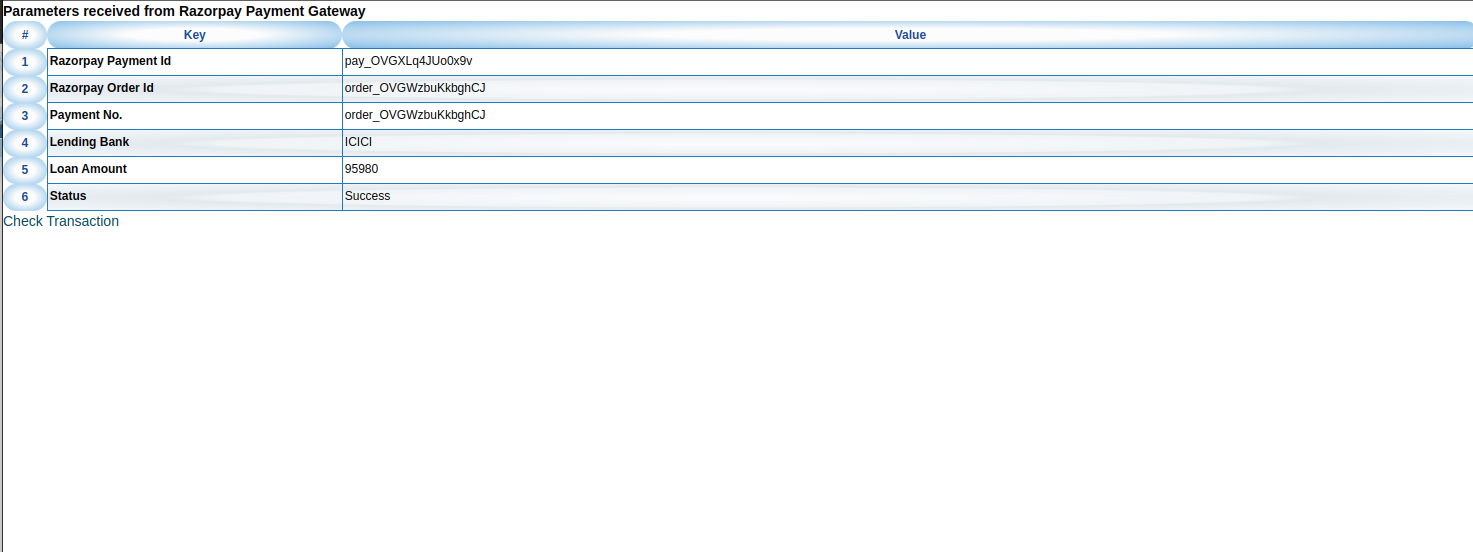 Parameters received from Razorpay Payment Gateway
# Key Value
1 Razorpay Payment Id pay_OVGXLq4JUo0x9v
2 Razorpay Order Id order_OVGWzbuKkbghCJ
3 Payment No. order_OVGWzbuKkbghCJ
4 Lending Bank ICICI
5 Loan Amount 95980
6 Status Success
Check Transaction